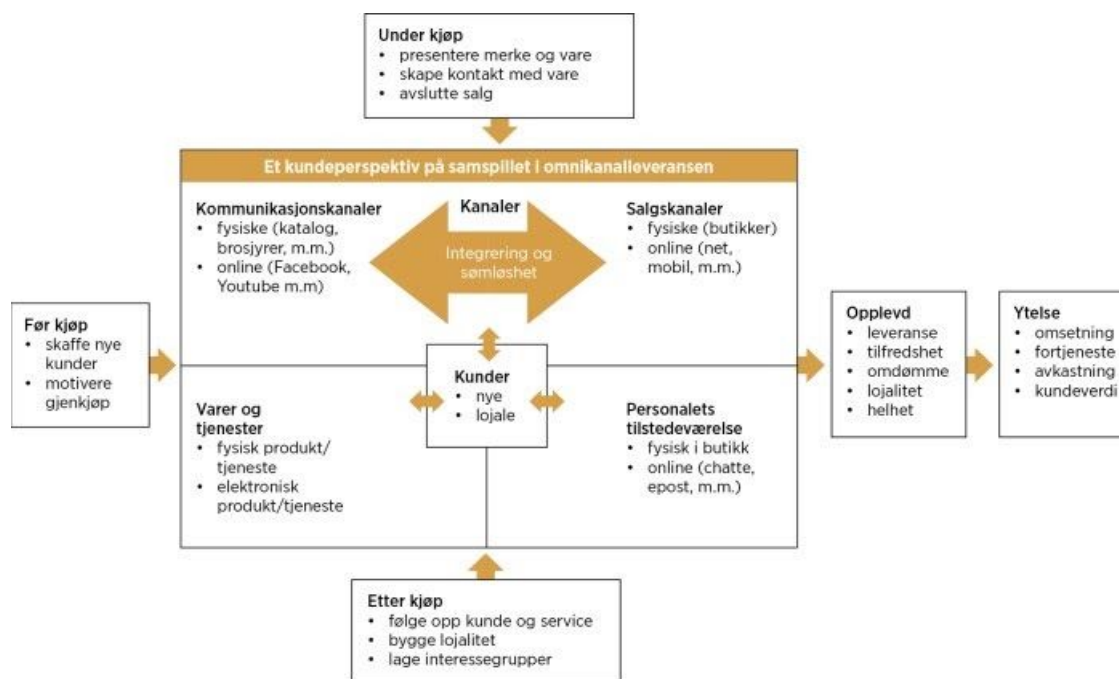 Under kjøp
• presentere merke og vare
• skape kontakt med vare
• avslutte salg
Et kundeperspektiv på samspillet i omnikanalleveransen
Kommunikasjonskanaler
• fysiske (katalog,
brosjyrer, m.m.)
• online (Facebook,
Youtube m.m)
Kanaler
Integrering og
sømløshet
Salgskanaler
• fysiske (butikker)
• online (net,
mobil, m.m.)
Før kjøp
• skaffe nye
kunder
• motivere
gjenkjøp
Kunder
• nye
• lojale
Varer og
tjenester
• fysisk produkt/
tjeneste
• elektronisk
produkt/tjeneste
Personalets
tilstedeværelse
• fysisk i butikk
• online (chatte,
epost, m.m.)
Opplevd
• leveranse
• tilfredshet
• omdømme
• lojalitet
• helhet
Ytelse
• omsetning
• fortjeneste
• avkastning
• kundeverdi
Etter kjøp
• følge opp kunde og service
• bygge lojalitet
• lage interessegrupper